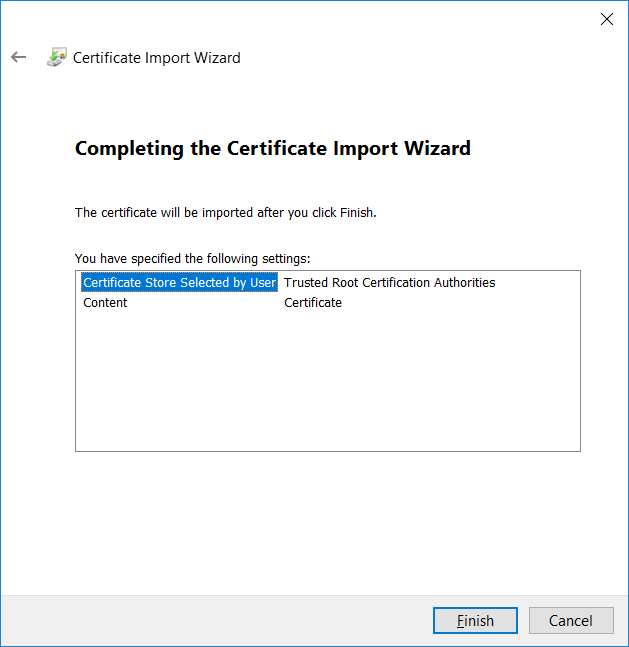 Certificate Import Wizard
Completing the Certificate Import Wizard
The certificate will be imported after you click Finish.
You have specified the following settings:
Certificate Store Selected by User Trusted Root Certification Authorities
Content Certificate
Finish Cancel